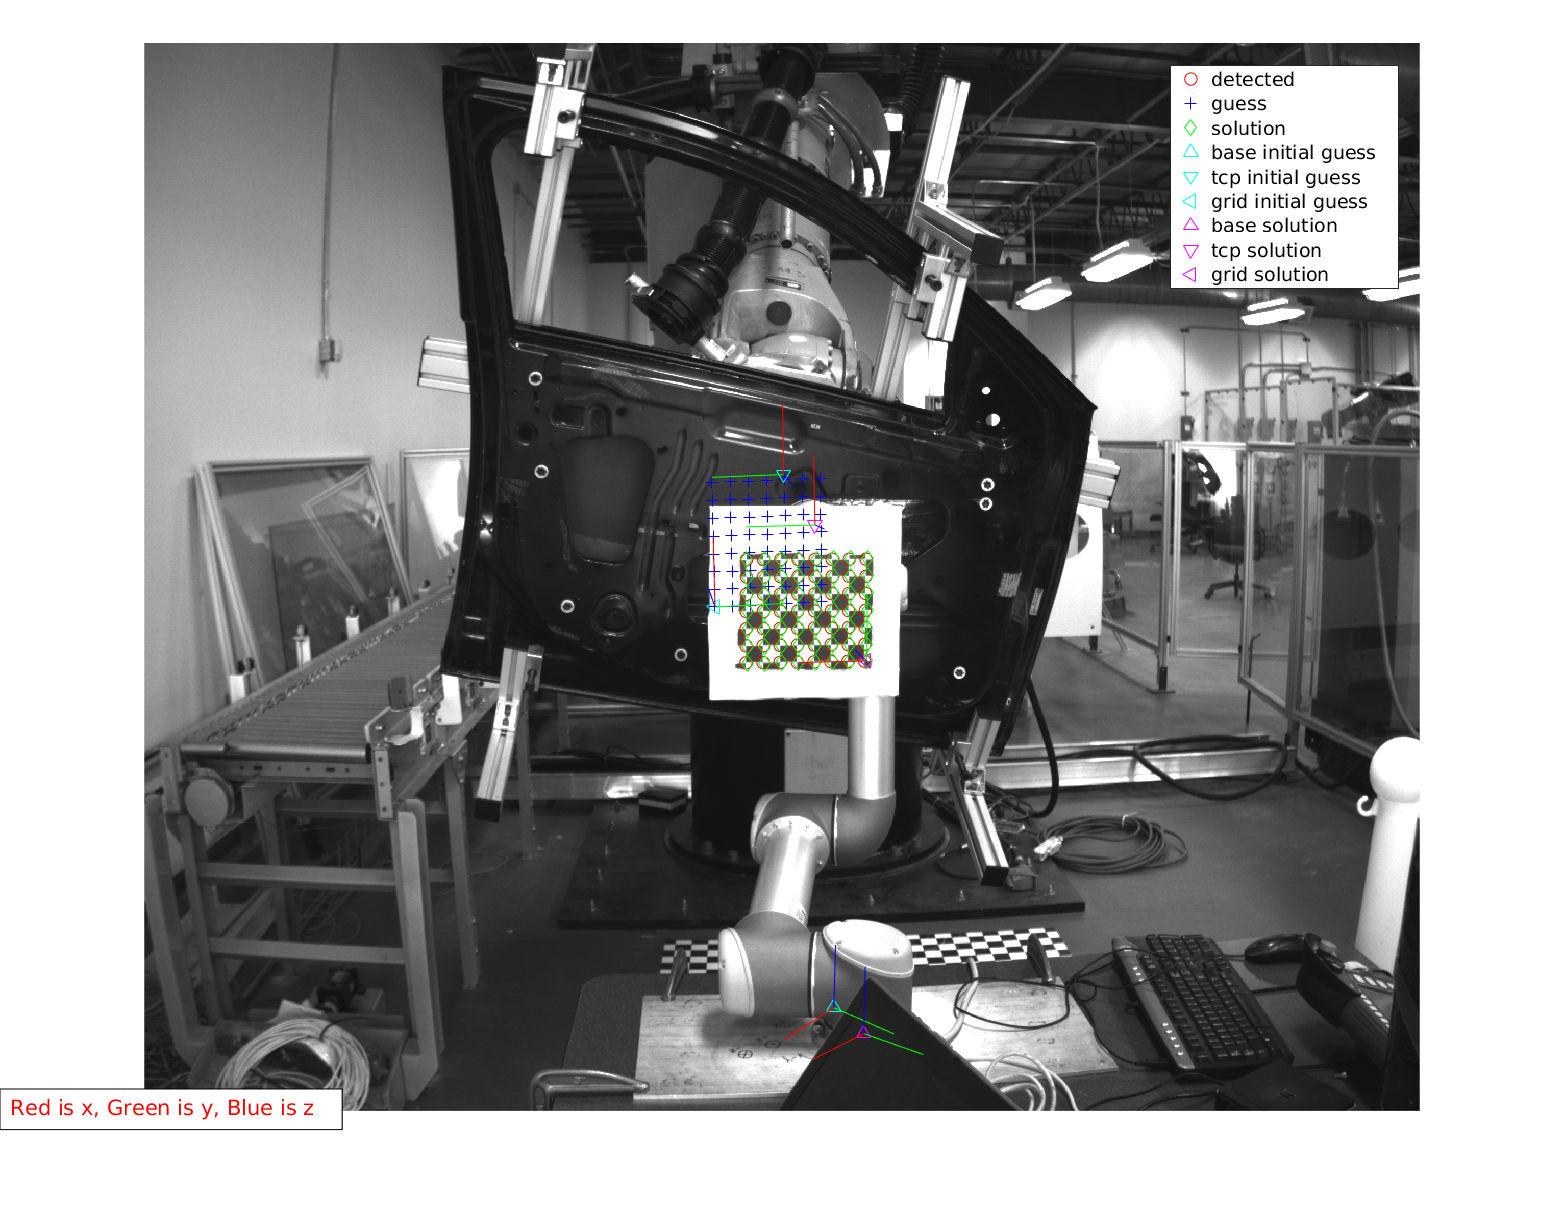 detected
guess
solution
base initial guess
tcp initial guess
grid initial guess
base solution
tcp solution
grid solution
Red is x, Green is y, Blue is z